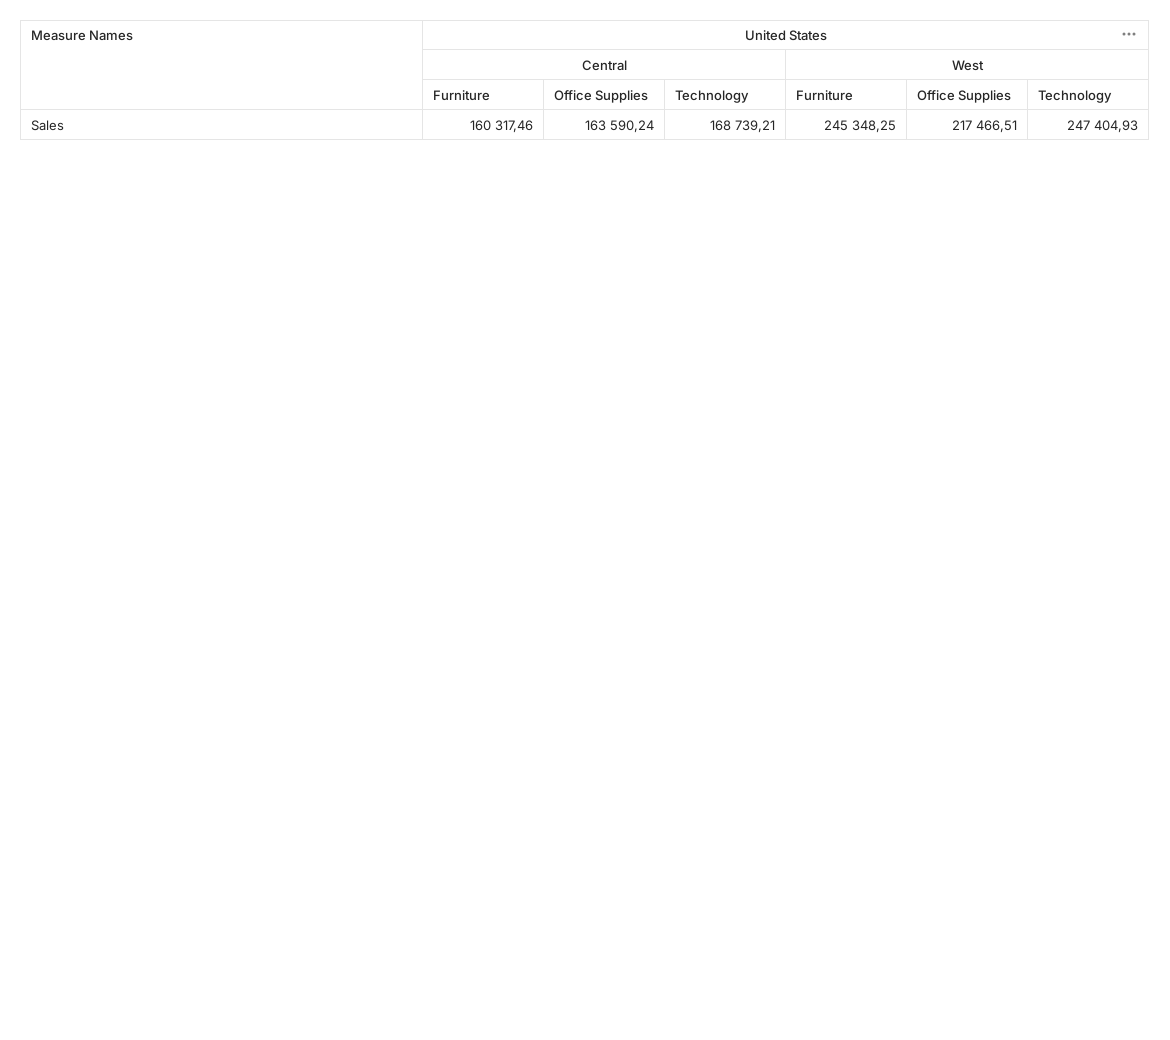 Measure Names
United States
Central West
Furniture Office Supplies Technology Furniture Office Supplies Technology
Sales 160 317,46 163 590,24 168 739,21 245 348,25 217 466,51 247 404,93